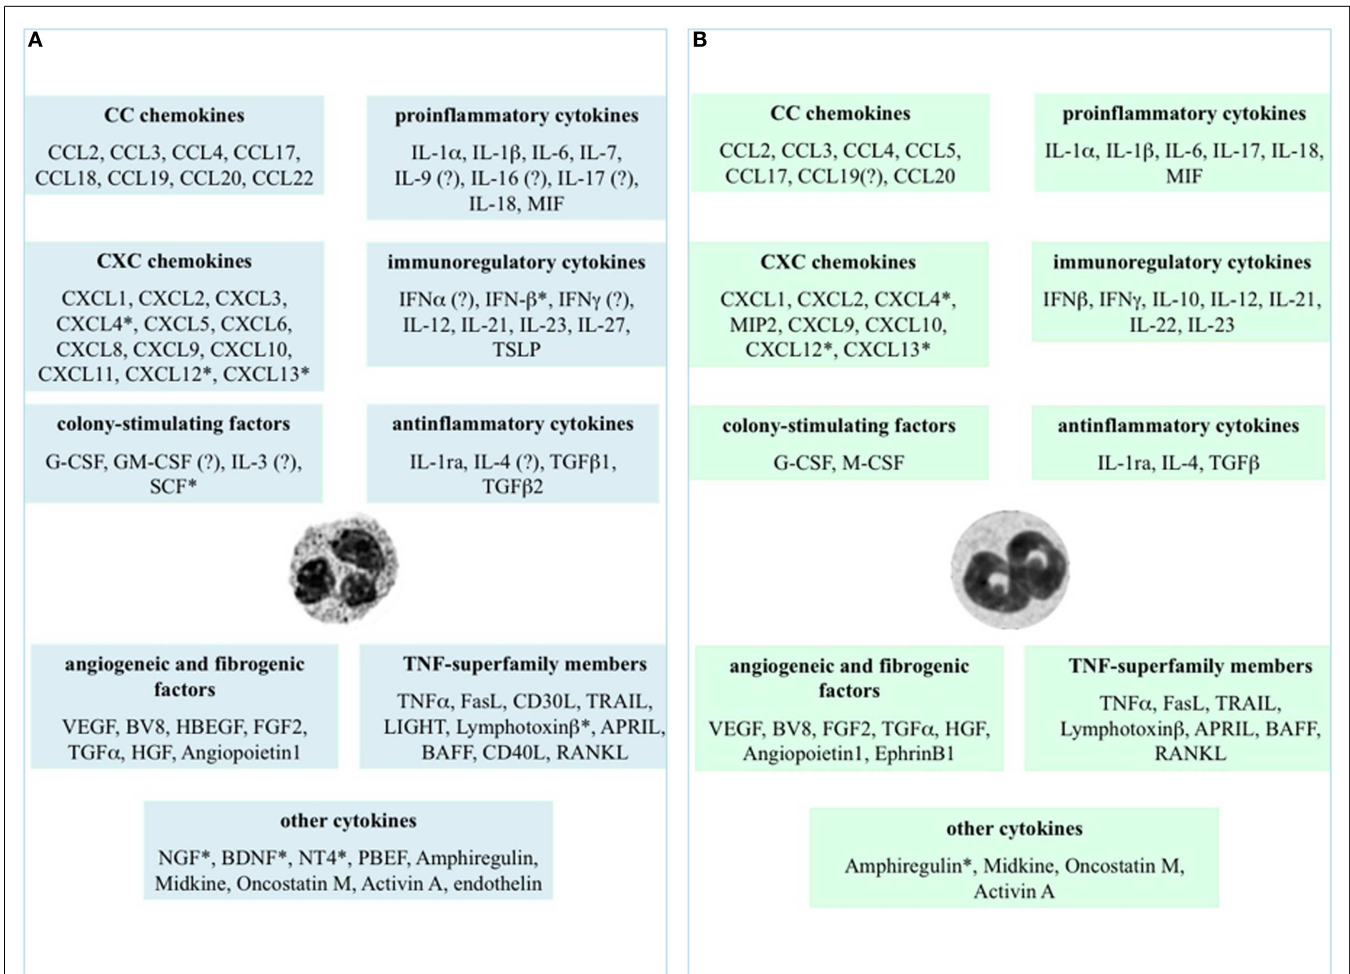 A
CC chemokines
CCL2, CCL3, CCL4, CCL17,
CCL18, CCL19, CCL20, CCL22
proinflammatory cytokines
IL-1α, IL-1β, IL-6, IL-7,
IL-9 (?), IL-16 (?), IL-17 (?),
IL-18, MIF
CXC chemokines
CXCL1, CXCL2, CXCL3,
CXCL4*, CXCL5, CXCL6,
CXCL8, CXCL9, CXCL10,
CXCL11, CXCL12*, CXCL13*
immunoregulatory cytokines
IFNα (?), IFN-β*, IFNγ (?),
IL-12, IL-21, IL-23, IL-27,
TSLP
colony-stimulating factors
G-CSF, GM-CSF (?), IL-3 (?),
SCF*
antinflammatory cytokines
IL-1ra, IL-4 (?), TGFβ1,
TGFβ2
angiogeneic and fibrogenic
factors
VEGF, BV8, HBEGF, FGF2,
TGFα, HGF, Angiopoietin1
TNF-superfamily members
TNFα, FasL, CD30L, TRAIL,
LIGHT, Lymphotoxinβ*, APRIL,
BAFF, CD40L, RANKL
other cytokines
NGF*, BDNF*, NT4*, PBEF, Amphiregulin,
Midkine, Oncostatin M, Activin A, endothelin
B
CC chemokines
CCL2, CCL3, CCL4, CCL5,
CCL17, CCL19(?), CCL20
proinflammatory cytokines
IL-1α, IL-1β, IL-6, IL-17, IL-18,
MIF
CXC chemokines
CXCL1, CXCL2, CXCL4*,
MIP2, CXCL9, CXCL10,
CXCL12*, CXCL13*
immunoregulatory cytokines
IFNβ, IFNγ, IL-10, IL-12, IL-21,
IL-22, IL-23
colony-stimulating factors
G-CSF, M-CSF
antinflammatory cytokines
IL-1ra, IL-4, TGFβ
angiogeneic and fibrogenic
factors
VEGF, BV8, FGF2, TGFα, HGF,
Angiopoietin1, EphrinB1
TNF-superfamily members
TNFα, FasL, TRAIL,
Lymphotoxinβ, APRIL, BAFF,
RANKL
other cytokines
Amphiregulin*, Midkine, Oncostatin M,
Activin A